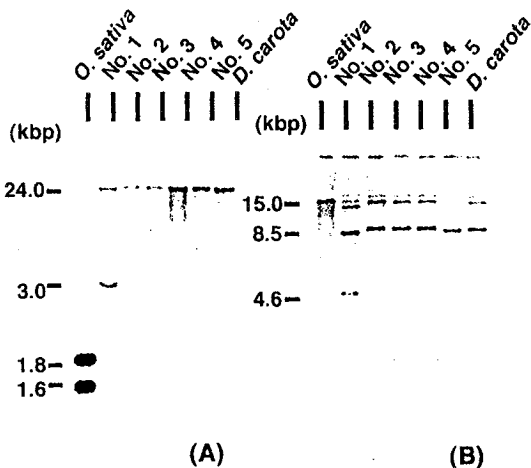 O. sativa
No. 1
No. 2
No. 3
No. 4
No. 5
D. carota
(kbp)
24.0
3.0
1.8
1.6
(A)
O. sativa
No. 1
No. 2
No. 3
No. 4
No. 5
D. carota
(kbp)
15.0
8.5
4.6
(B)